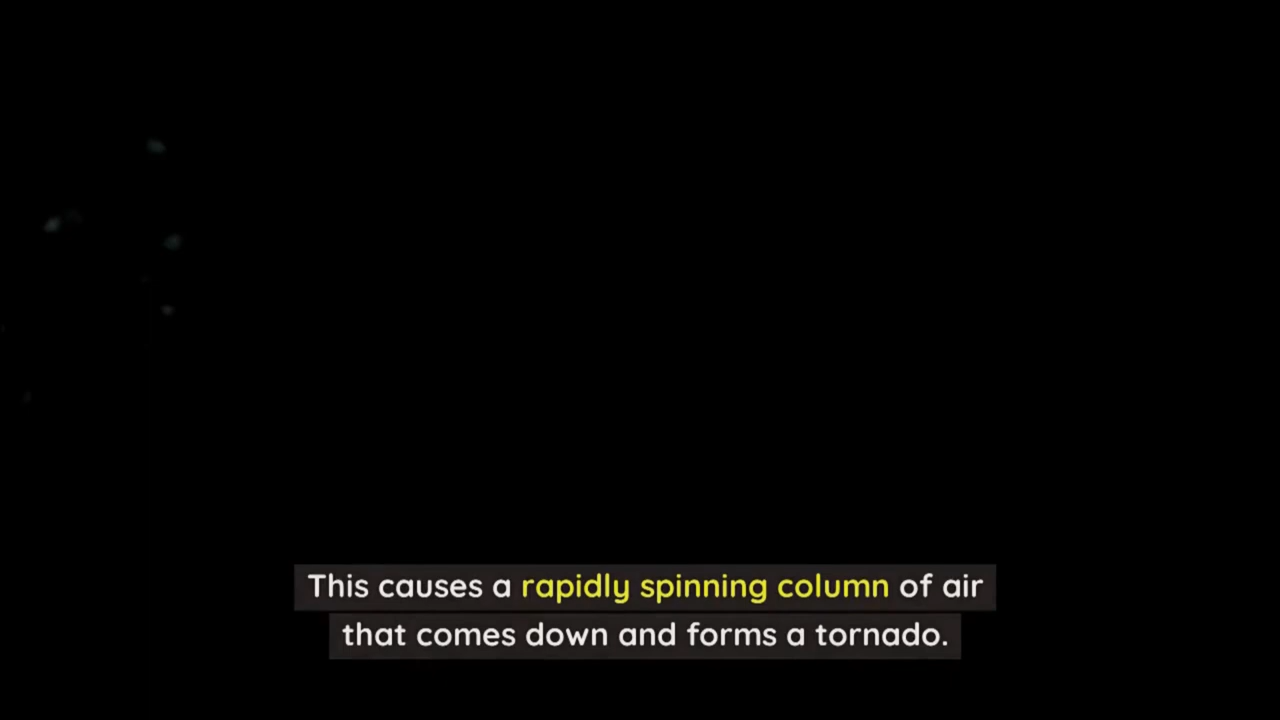 This causes a rapidly spinning column of air
that comes down and forms a tornado.